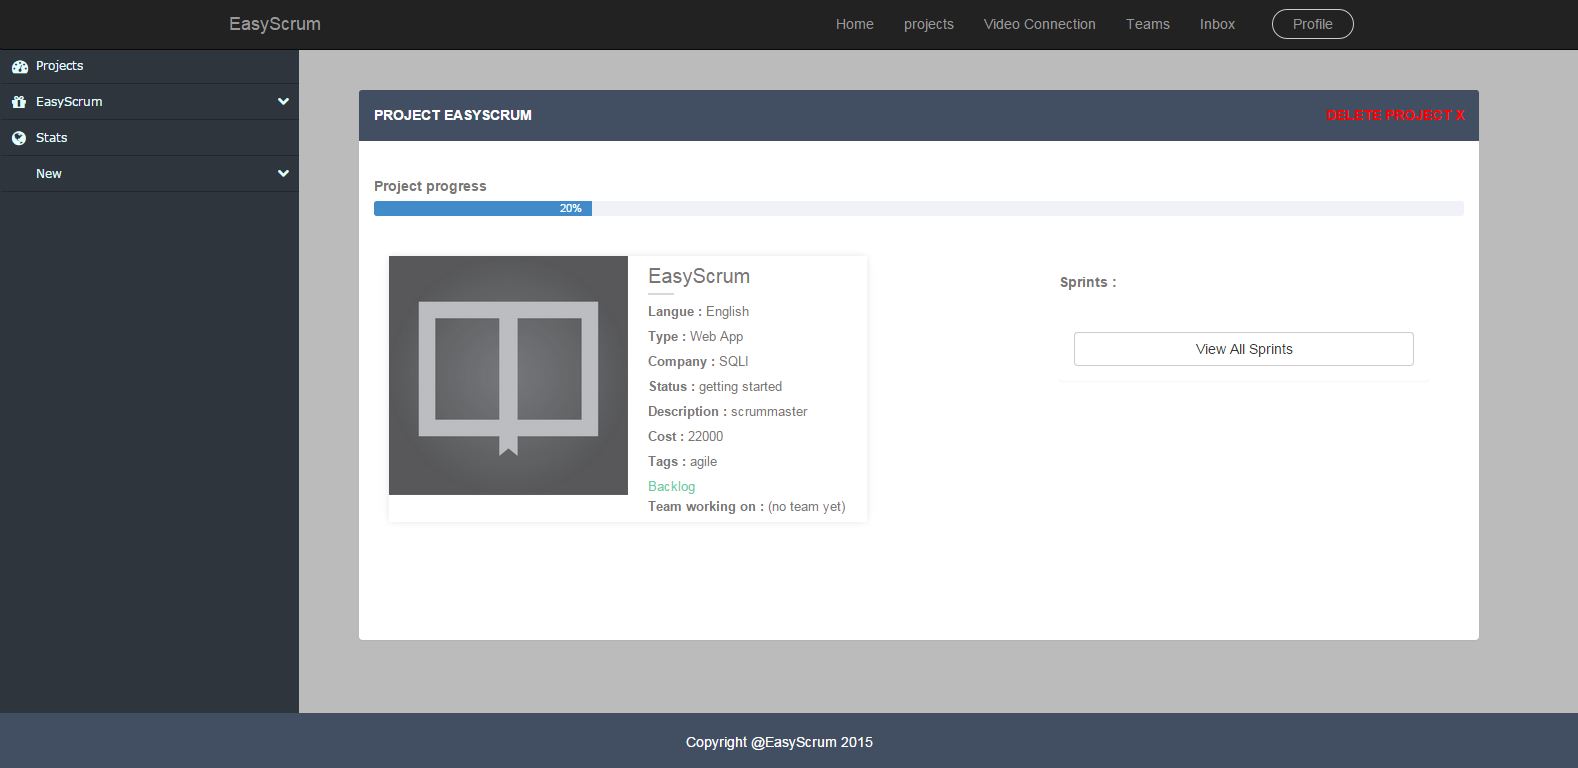 EasyScrum
Home projects Video Connection Teams Inbox Profile
Projects
EasyScrum
Stats
New
PROJECT EASYSCRUM
DELETE PROJECT X
Project progress
20%
EasyScrum
Langue : English
Type : Web App
Company : SQLI
Status : getting started
Description : scrummaster
Cost : 22000
Tags : agile
Backlog
Team working on : (no team yet)
Sprints :
View All Sprints
Copyright @EasyScrum 2015